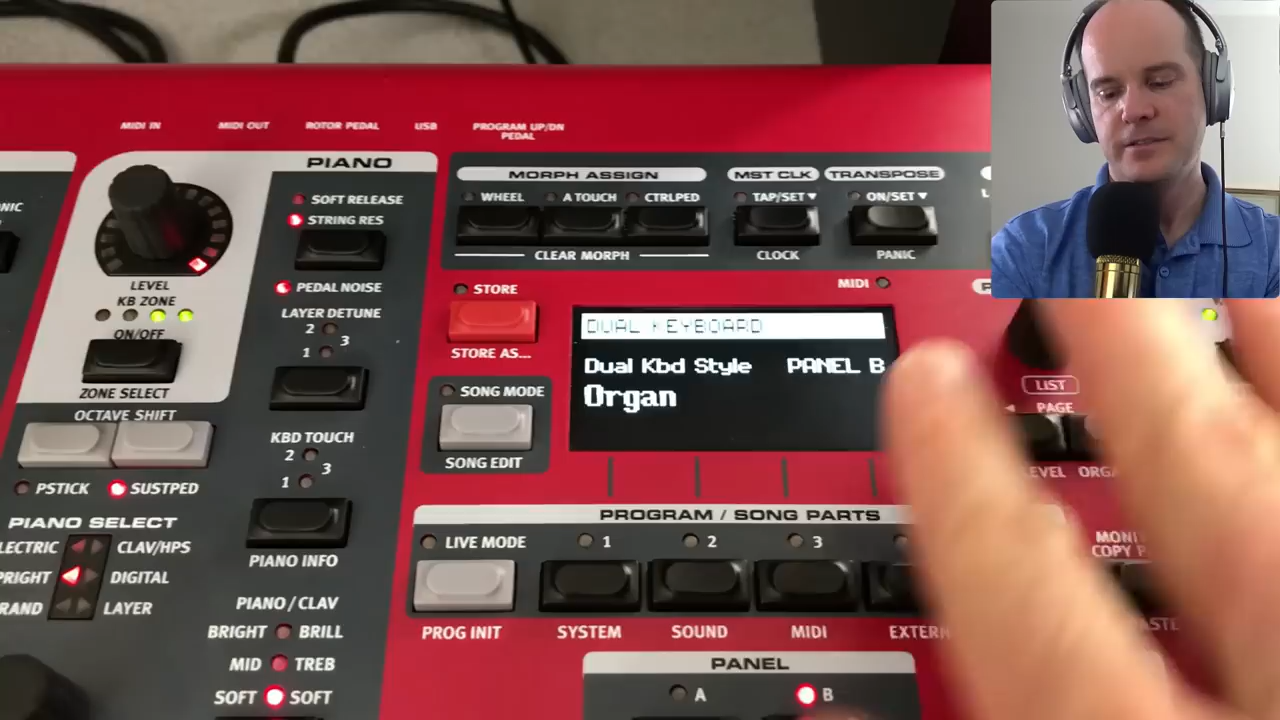 MIDI IN
MIDI OUT
ROTOR PEDAL
USB
PROGRAM UP/DN
PEDAL
PIANO
SOFT RELEASE
STRING RES
PEDAL NOISE
LAYER DETUNE
2
3
1
KBD TOUCH
2
3
1
PIANO INFO
PIANO / CLAV
BRIGHT BRILL
MID TREB
SOFT SOFT
LEVEL
KB ZONE
ON/OFF
ZONE SELECT
OCTAVE SHIFT
PSTICK SUSTPED
PIANO SELECT
CLAV/HPS
DIGITAL
LAYER
MORPH ASSIGN
WHEEL A TOUCH CTRLPED
CLEAR MORPH
MST CLK
TAP/SET ▼
CLOCK
TRANSPOSE
ON/SET ▼
PANIC
MIDI
STORE
STORE AS...
SONG MODE
SONG EDIT
DUAL KEYBOARD
Dual Kbd Style PANEL B
Organ
LIST
PAGE
PROGRAM / SONG PARTS
LIVE MODE 1 2 3
PROG INIT SYSTEM SOUND MIDI
PANEL
A B